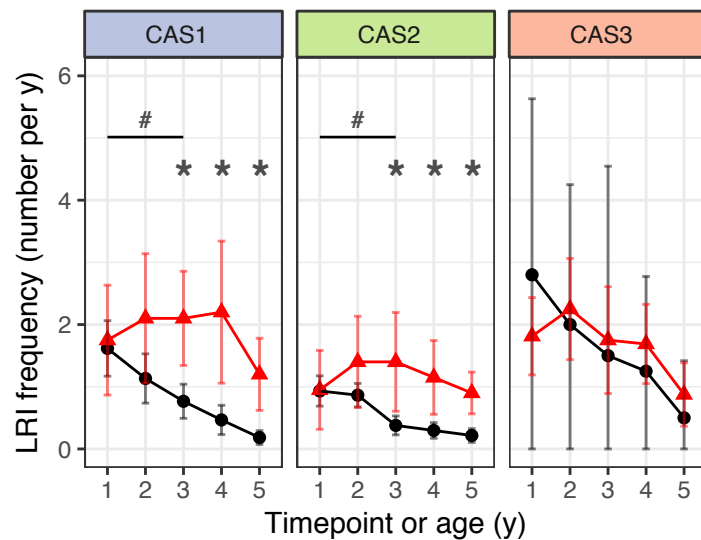 CAS1 CAS2 CAS3
LRI frequency (number per y)
6
4
2
0
# #
* * * * * *
1 2 3 4 5 1 2 3 4 5 1 2 3 4 5
Timepoint or age (y)